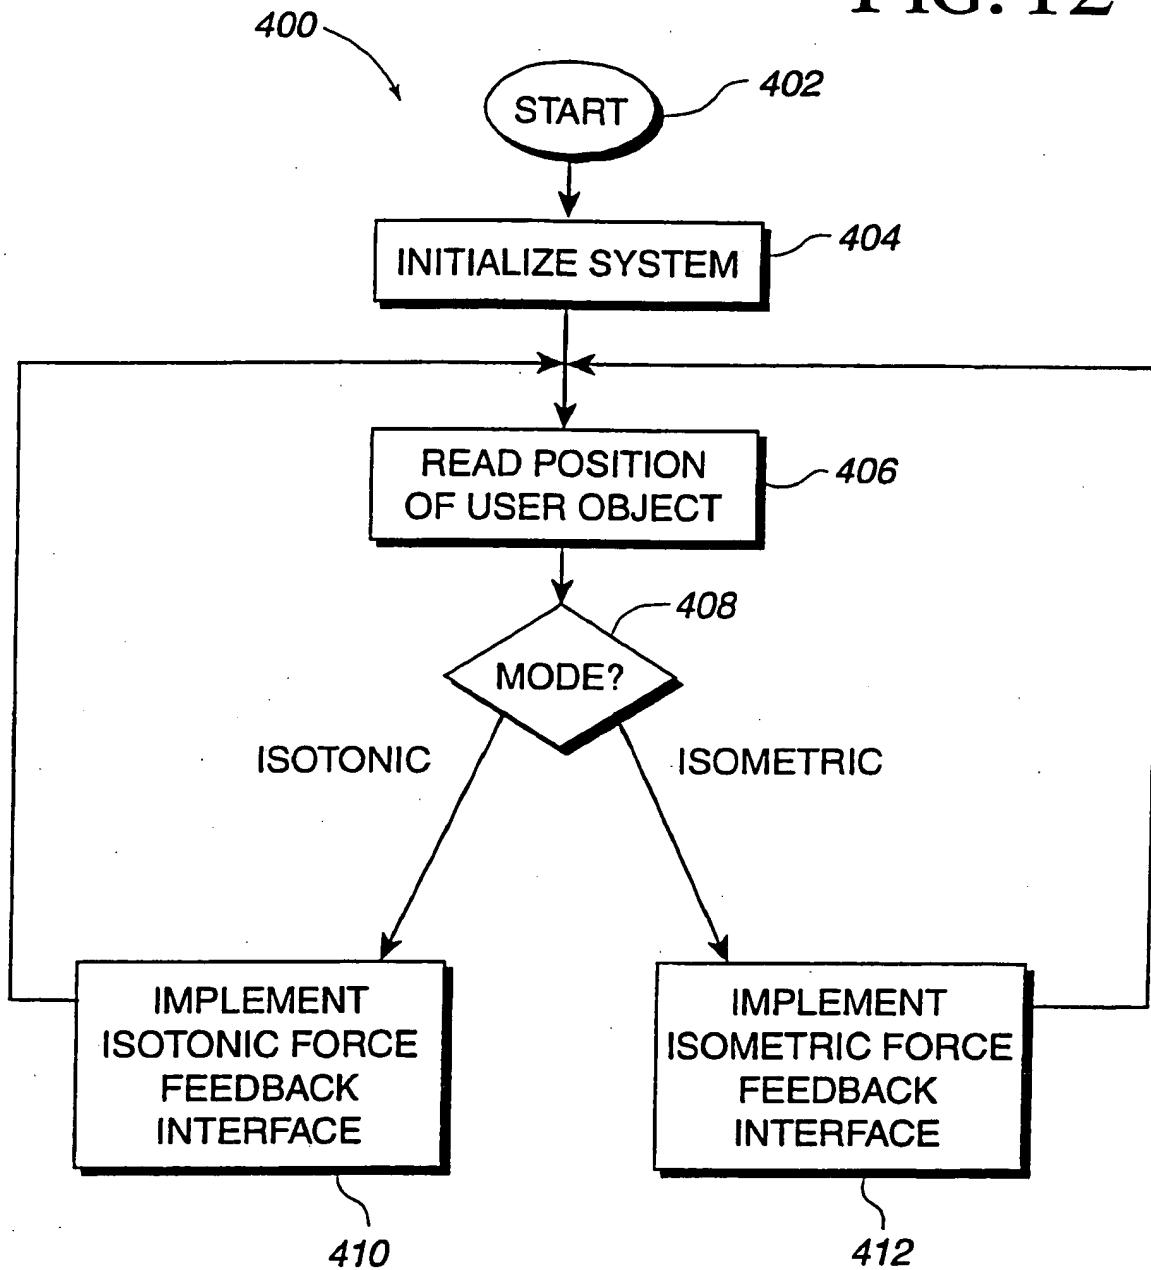 FIG. 12
400
START
402
INITIALIZE SYSTEM
404
READ POSITION
OF USER OBJECT
406
408
MODE?
ISOTONIC
ISOMETRIC
IMPLEMENT
ISOTONIC FORCE
FEEDBACK
INTERFACE
IMPLEMENT
ISOMETRIC FORCE
FEEDBACK
INTERFACE
410
412